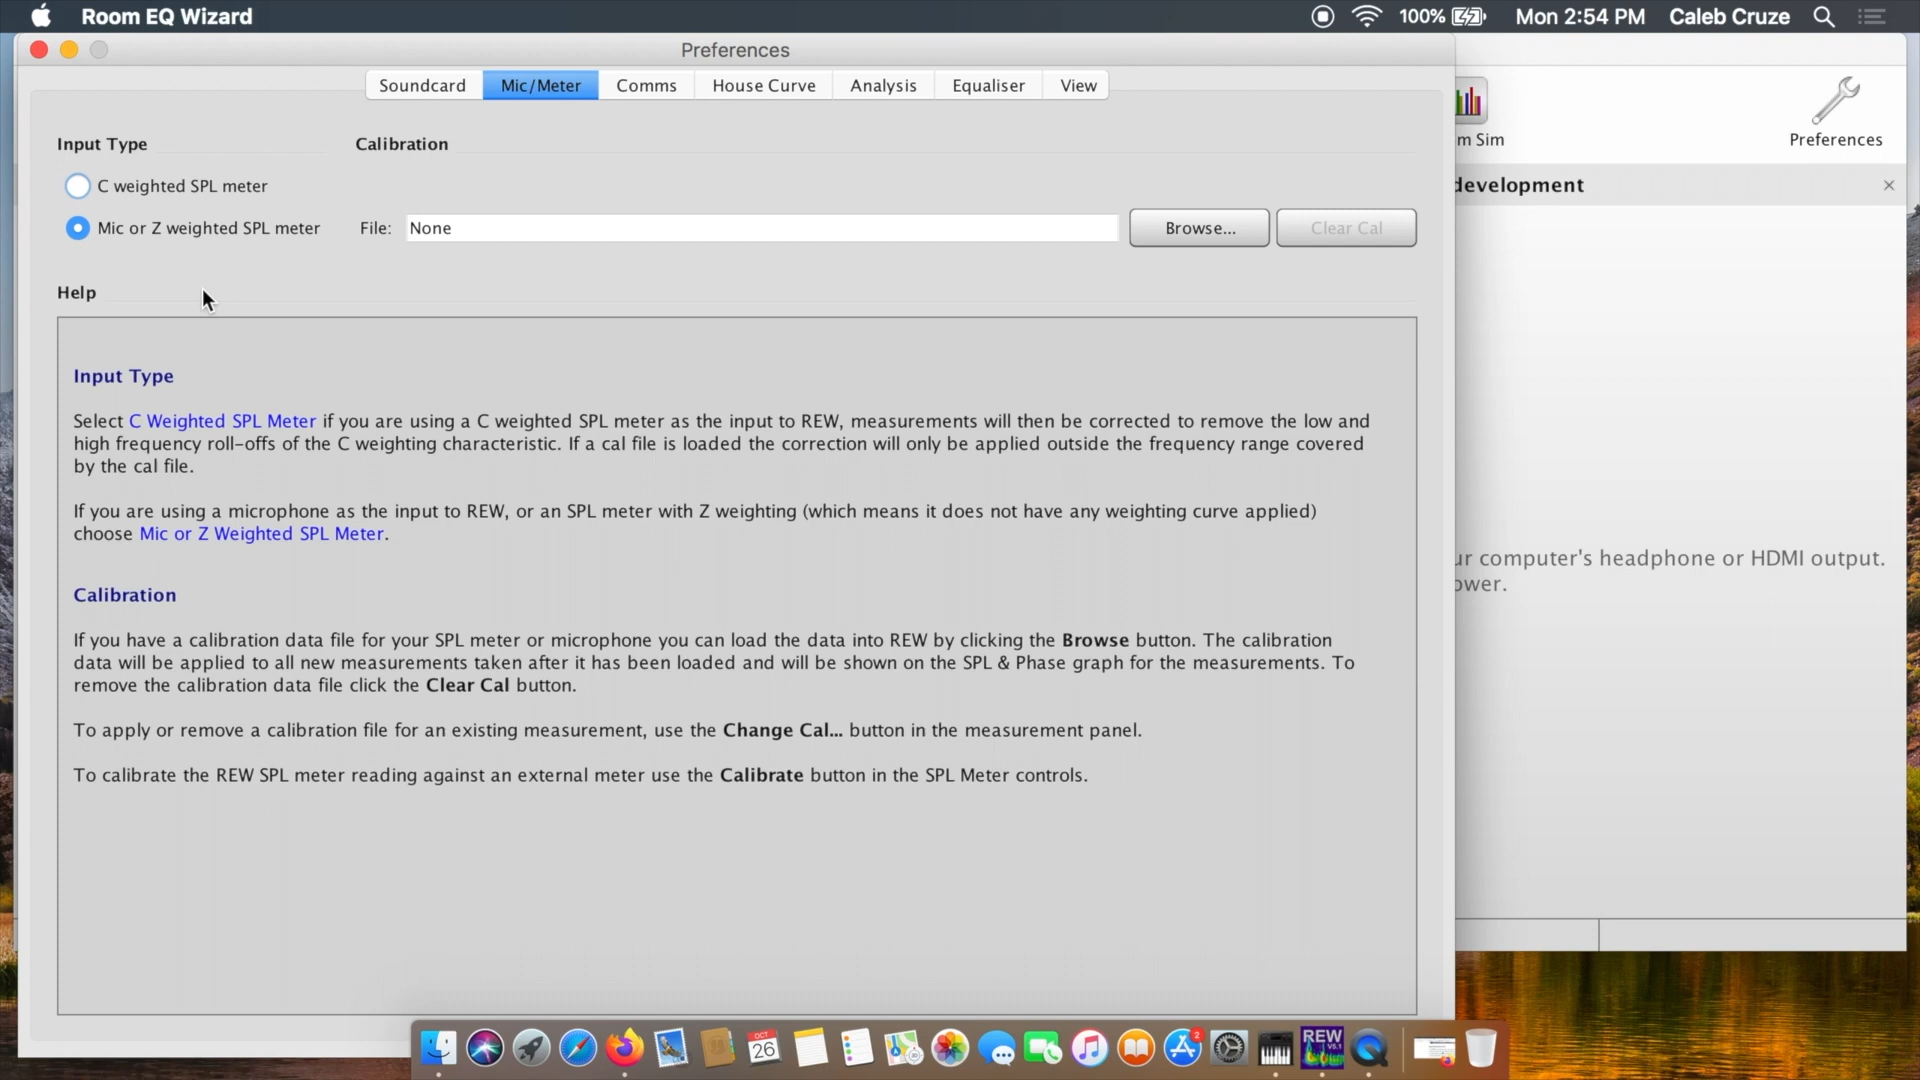 Room EQ Wizard
100%
Mon 2:54 PM
Caleb Cruze
Preferences
Soundcard
Mic/Meter
Comms
House Curve
Analysis
Equaliser
View
m Sim
Preferences
Input Type
Calibration
development
C weighted SPL meter
Mic or Z weighted SPL meter
File: None
Browse...
Clear Cal
Help
Input Type
Select C Weighted SPL Meter if you are using a C weighted SPL meter as the input to REW, measurements will then be corrected to remove the low and
high frequency roll-offs of the C weighting characteristic. If a cal file is loaded the correction will only be applied outside the frequency range covered
by the cal file.
If you are using a microphone as the input to REW, or an SPL meter with Z weighting (which means it does not have any weighting curve applied)
choose Mic or Z Weighted SPL Meter.
ur computer's headphone or HDMI output.
ower.
Calibration
If you have a calibration data file for your SPL meter or microphone you can load the data into REW by clicking the Browse button. The calibration
data will be applied to all new measurements taken after it has been loaded and will be shown on the SPL & Phase graph for the measurements. To
remove the calibration data file click the Clear Cal button.
To apply or remove a calibration file for an existing measurement, use the Change Cal... button in the measurement panel.
To calibrate the REW SPL meter reading against an external meter use the Calibrate button in the SPL Meter controls.
OCT
26
2
REW
V5.1